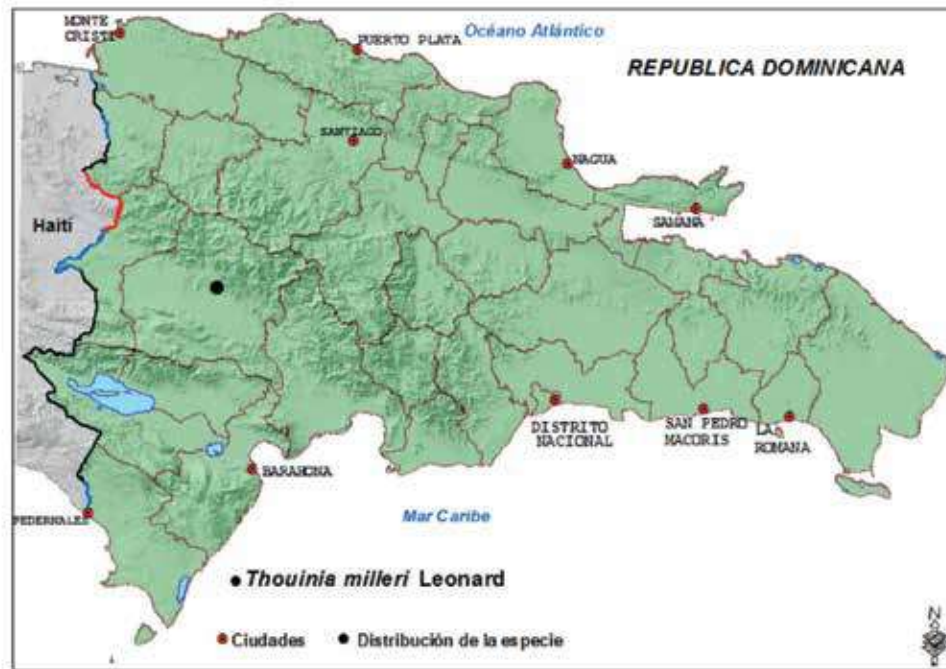 MONTE
CRISTI
PUERTO PLATA
Océano Atlántico
REPUBLICA DOMINICANA
SANTIAGO
NAGUA
SAMANA
Haití
DISTRITO
NACIONAL
SAN PEDRO
MACORIS
LA
ROMANA
BARAHONA
PEDERNALES
Mar Caribe
Thouinia milleri Leonard
Ciudades
Distribución de la especie
N